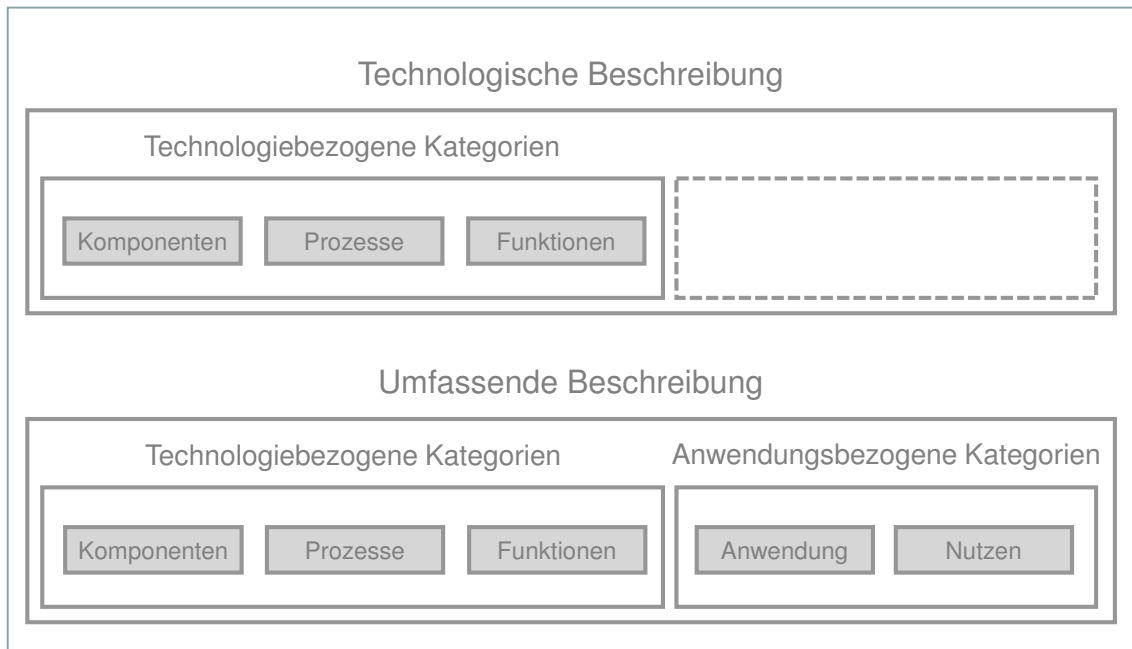 Technologische Beschreibung
Technologiebezogene Kategorien
Komponenten Prozesse Funktionen
Umfassende Beschreibung
Technologiebezogene Kategorien Anwendungsbezogene Kategorien
Komponenten Prozesse Funktionen Anwendung Nutzen